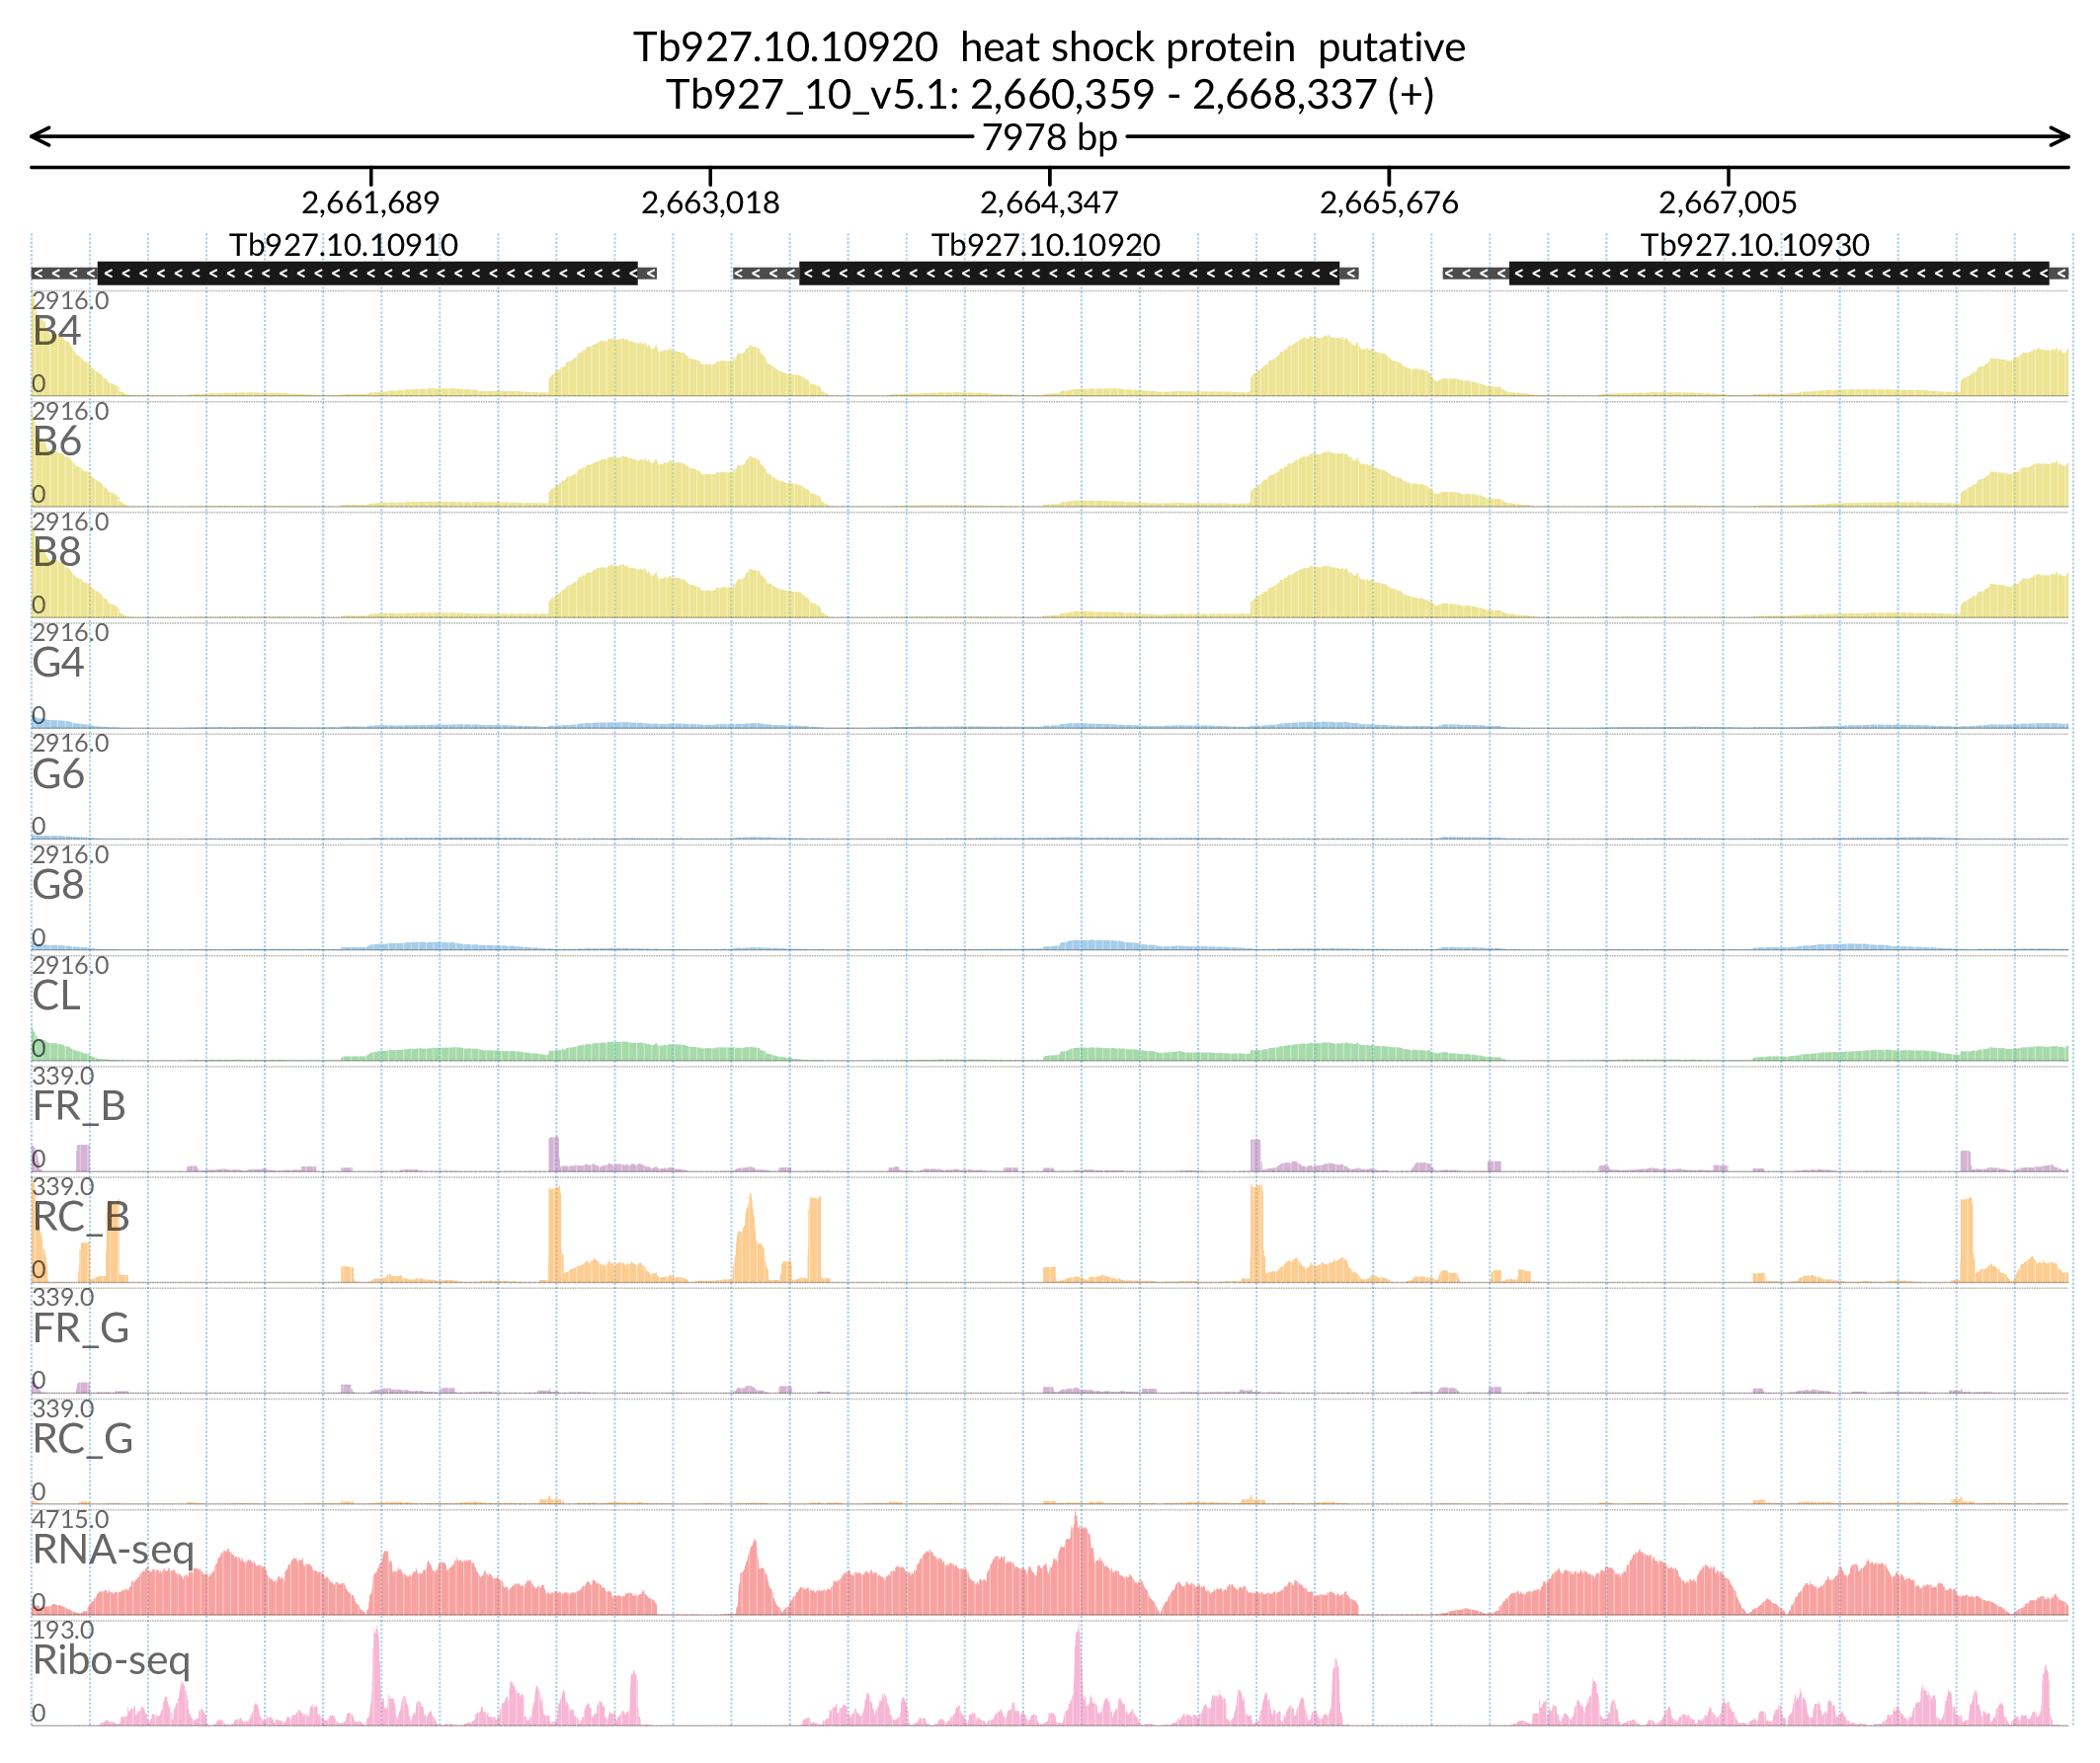 Tb927.10.10920  heat shock protein  putative
Tb927_10_v5.1: 2,660,359 - 2,668,337 (+)
7978 bp
2,661,689 2,663,018 2,664,347 2,665,676 2,667,005
Tb927.10.10910 Tb927.10.10920 Tb927.10.10930
2916.0
B4
0
2916.0
B6
0
2916.0
B8
0
2916.0
G4
0
2916.0
G6
0
2916.0
G8
0
2916.0
CL
0
339.0
FR_B
0
339.0
RC_B
0
339.0
FR_G
0
339.0
RC_G
0
4715.0
RNA-seq
0
193.0
Ribo-seq
0